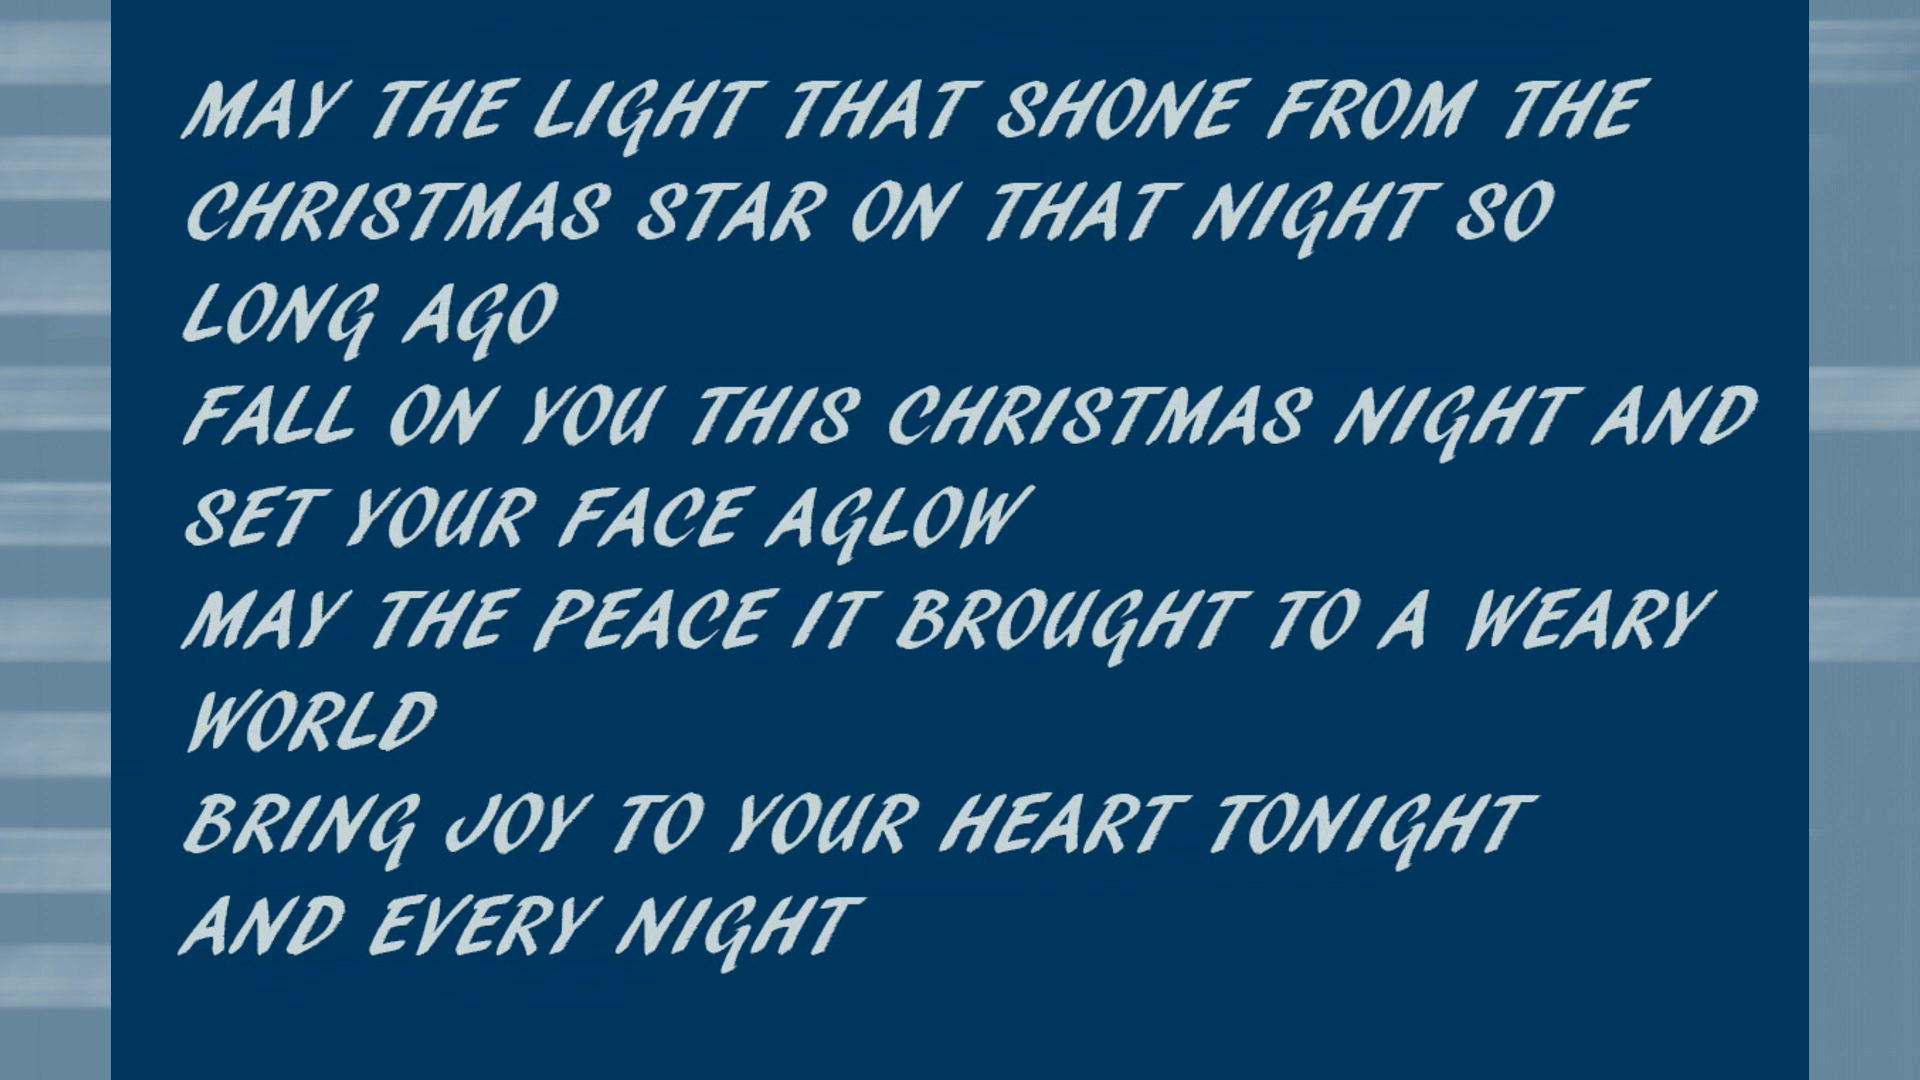 MAY THE LIGHT THAT SHONE FROM THE
CHRISTMAS STAR ON THAT NIGHT SO
LONG AGO
FALL ON YOU THIS CHRISTMAS NIGHT AND
SET YOUR FACE AGLOW
MAY THE PEACE IT BROUGHT TO A WEARY
WORLD
BRING JOY TO YOUR HEART TONIGHT
AND EVERY NIGHT